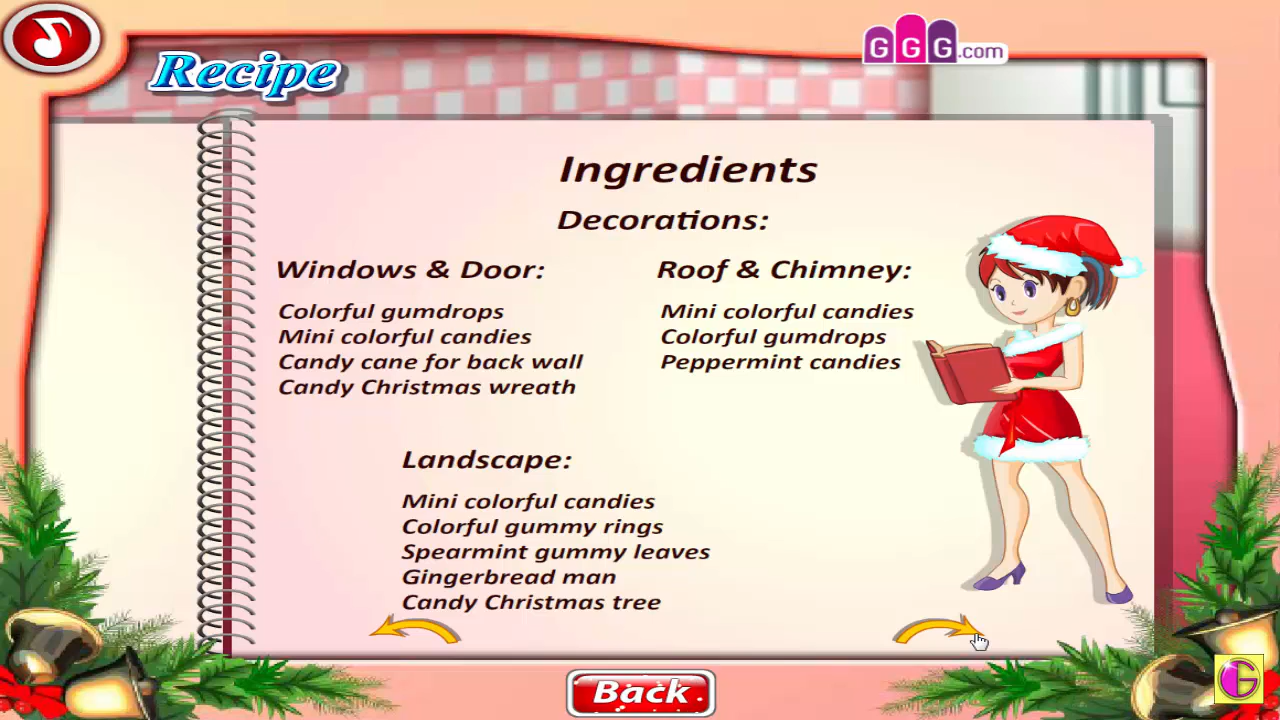 GGG.com
Recipe
Ingredients
Decorations:
Windows & Door:
Colorful gumdrops
Mini colorful candies
Candy cane for back wall
Candy Christmas wreath
Roof & Chimney:
Mini colorful candies
Colorful gumdrops
Peppermint candies
Landscape:
Mini colorful candies
Colorful gummy rings
Spearmint gummy leaves
Gingerbread man
Candy Christmas tree
Back
G